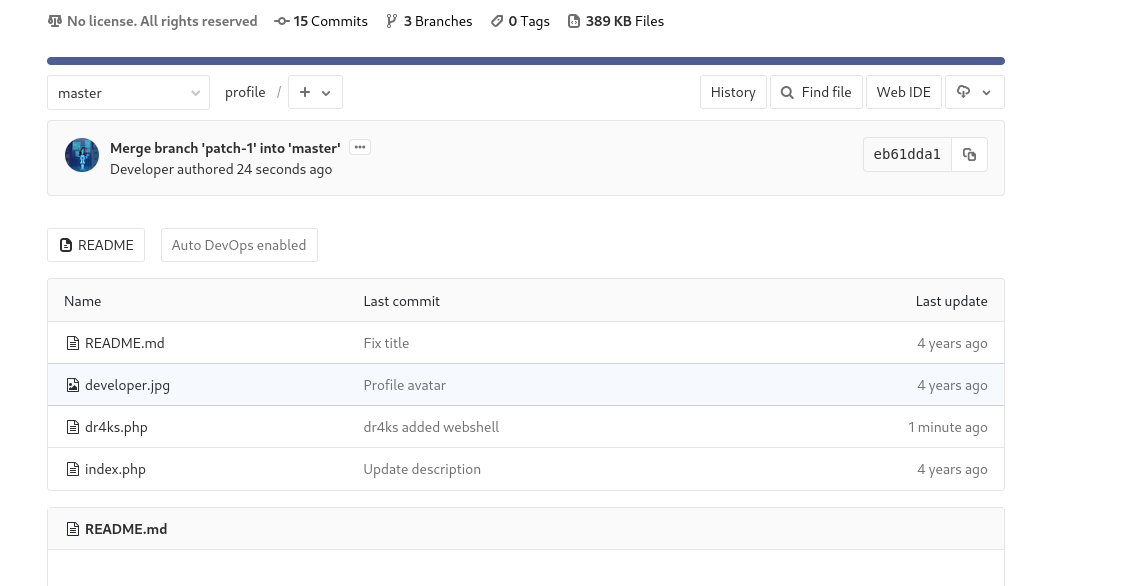 No license. All rights reserved 15 Commits 3 Branches 0 Tags 389 KB Files
master profile / + History Find file Web IDE
Merge branch 'patch-1' into 'master' ···
Developer authored 24 seconds ago
eb61dda1
README Auto DevOps enabled
Name Last commit Last update
README.md Fix title 4 years ago
developer.jpg Profile avatar 4 years ago
dr4ks.php dr4ks added webshell 1 minute ago
index.php Update description 4 years ago
README.md